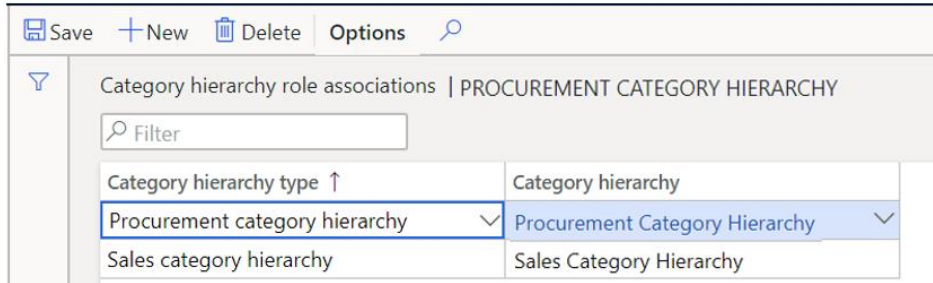 Save New Delete Options
Category hierarchy role associations | PROCUREMENT CATEGORY HIERARCHY
Filter
Category hierarchy type ↑ Category hierarchy
Procurement category hierarchy Procurement Category Hierarchy
Sales category hierarchy Sales Category Hierarchy